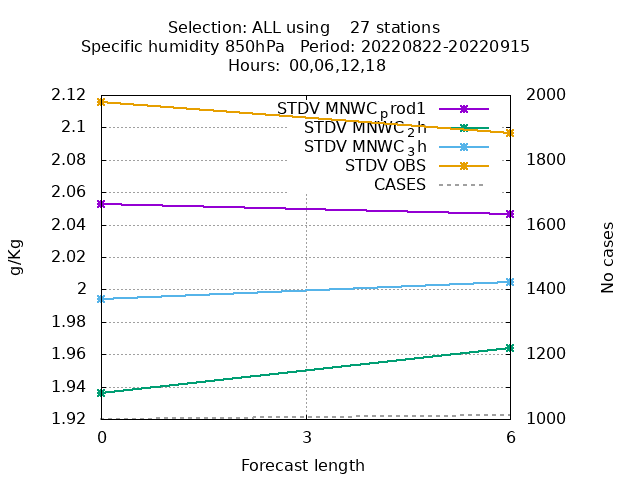 Selection: ALL using    27 stations
Specific humidity 850hPa   Period: 20220822-20220915
Hours:  00,06,12,18
STDV MNWCprod1
STDV MNWC2h
STDV MNWC3h
STDV OBS
CASES
2.12
2.1
2.08
2.06
2.04
2.02
2
1.98
1.96
1.94
1.92
g/Kg
2000
1800
1600
1400
1200
1000
No cases
0
3
6
Forecast length